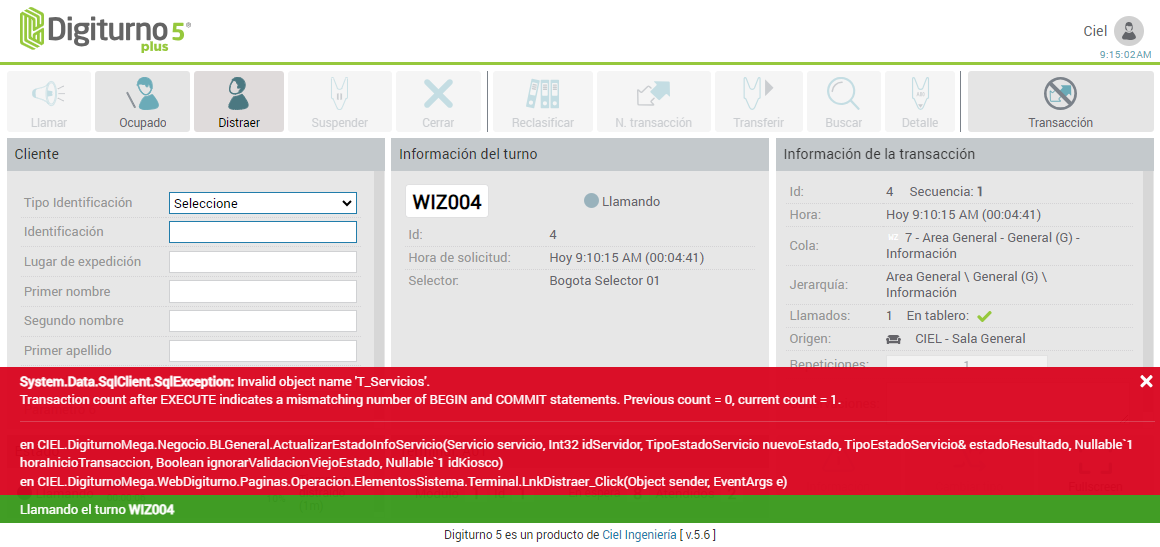 Digiturno 5®
plus
Ciel
9:15:02AM
Llamar
Ocupado
Distraer
Suspender
Cerrar
Reclasificar
N. transacción
Transferir
Buscar
Detalle
Transacción
Cliente
Tipo Identificación
Seleccione
Identificación
Lugar de expedición
Primer nombre
Segundo nombre
Primer apellido
Información del turno
WIZ004
Llamando
Id: 4
Hora de solicitud: Hoy 9:10:15 AM (00:04:41)
Selector: Bogota Selector 01
Información de la transacción
Id: 4 Secuencia: 1
Hora: Hoy 9:10:15 AM (00:04:41)
Cola: 7 - Area General - General (G) -
Información
Jerarquía: Area General \ General (G) \
Información
Llamados: 1 En tablero:
Origen: CIEL - Sala General
Repeticiones: 1
System.Data.SqlClient.SqlException: Invalid object name 'T_Servicios'.
Transaction count after EXECUTE indicates a mismatching number of BEGIN and COMMIT statements. Previous count = 0, current count = 1.
en CIEL.DigiturnoMega.Negocio.BLGeneral.ActualizarEstadoInfoServicio(Servicio servicio, Int32 idServidor, TipoEstadoServicio nuevoEstado, TipoEstadoServicio& estadoResultado, Nullable`1
horaInicioTransaccion, Boolean ignorarValidacionViejoEstado, Nullable`1 idKiosco)
en CIEL.DigiturnoMega.WebDigiturno.Paginas.Operacion.ElementosSistema.Terminal.LnkDistraer_Click(Object sender, EventArgs e)
Llamando el turno WIZ004
Digiturno 5 es un producto de Ciel Ingeniería [ v.5.6 ]